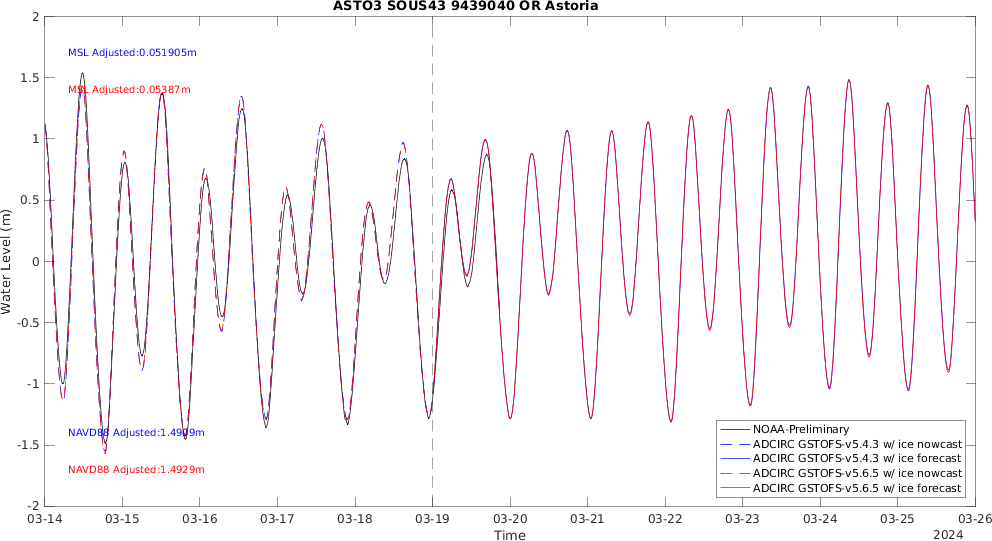 ASTO3 SOUS43 9439040 OR Astoria
MSL Adjusted:0.051905m
MSL Adjusted:0.05387m
NAVD88 Adjusted:1.4909m
NAVD88 Adjusted:1.4929m
Water Level (m)
2
1.5
1
0.5
0
-0.5
-1
-1.5
-2
NOAA-Preliminary
ADCIRC GSTOFS-v5.4.3 w/ ice nowcast
ADCIRC GSTOFS-v5.4.3 w/ ice forecast
ADCIRC GSTOFS-v5.6.5 w/ ice nowcast
ADCIRC GSTOFS-v5.6.5 w/ ice forecast
03-14 03-15 03-16 03-17 03-18 03-19 03-20 03-21 03-22 03-23 03-24 03-25 03-26
Time
2024